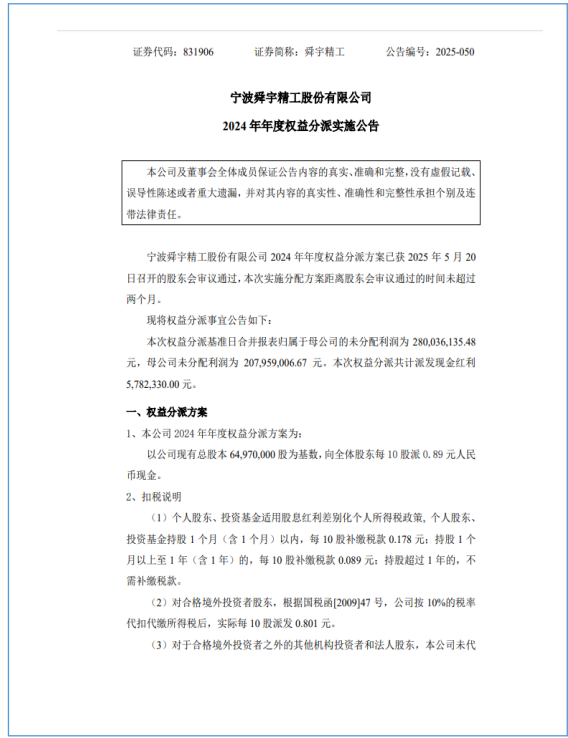 证券代码：831906 证券简称：舜宇精工 公告编号：2025-050
宁波舜宇精工股份有限公司
2024 年年度权益分派实施公告
本公司及董事会全体成员保证公告内容的真实、准确和完整，没有虚假记载、
误导性陈述或者重大遗漏，并对其内容的真实性、准确性和完整性承担个别及连
带法律责任。
宁波舜宇精工股份有限公司 2024 年年度权益分派方案已获 2025 年 5 月 20
日召开的股东会审议通过，本次实施分配方案距离股东会审议通过的时间未超过
两个月。
现将权益分派事宜公告如下：
本次权益分派基准日合并报表归属于母公司的未分配利润为 280,036,135.48
元，母公司未分配利润为 207,959,006.67 元。本次权益分派共计派发现金红利
5,782,330.00 元。
一、权益分派方案
1、本公司 2024 年年度权益分派方案为：
以公司现有总股本 64,970,000 股为基数，向全体股东每 10 股派 0.89 元人民
币现金。
2、扣税说明
（1）个人股东、投资基金适用股息红利差别化个人所得税政策，个人股东、
投资基金持股 1 个月（含 1 个月）以内，每 10 股补缴税款 0.178 元；持股 1 个
月以上至 1 年（含 1 年）的，每 10 股补缴税款 0.089 元；持股超过 1 年的，不
需补缴税款。
（2）对合格境外投资者股东，根据国税函[2009]47 号，公司按 10%的税率
代扣代缴所得税后，实际每 10 股派发 0.801 元。
（3）对于合格境外投资者之外的其他机构投资者和法人股东，本公司未代